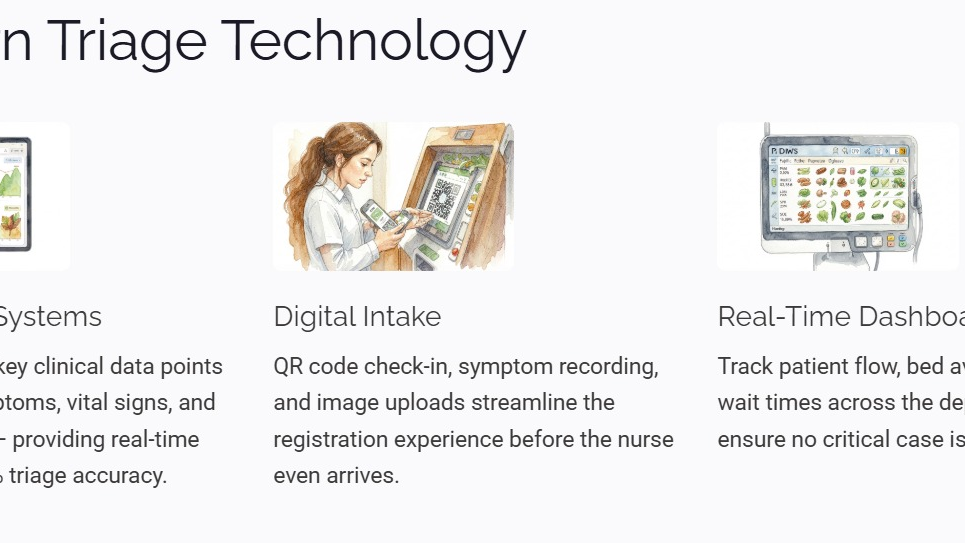 n Triage Technology
Systems
key clinical data points
ptoms, vital signs, and
– providing real-time
% triage accuracy.
Digital Intake
QR code check-in, symptom recording,
and image uploads streamline the
registration experience before the nurse
even arrives.
DIWS
Real-Time Dashboa
Track patient flow, bed av
wait times across the dep
ensure no critical case is